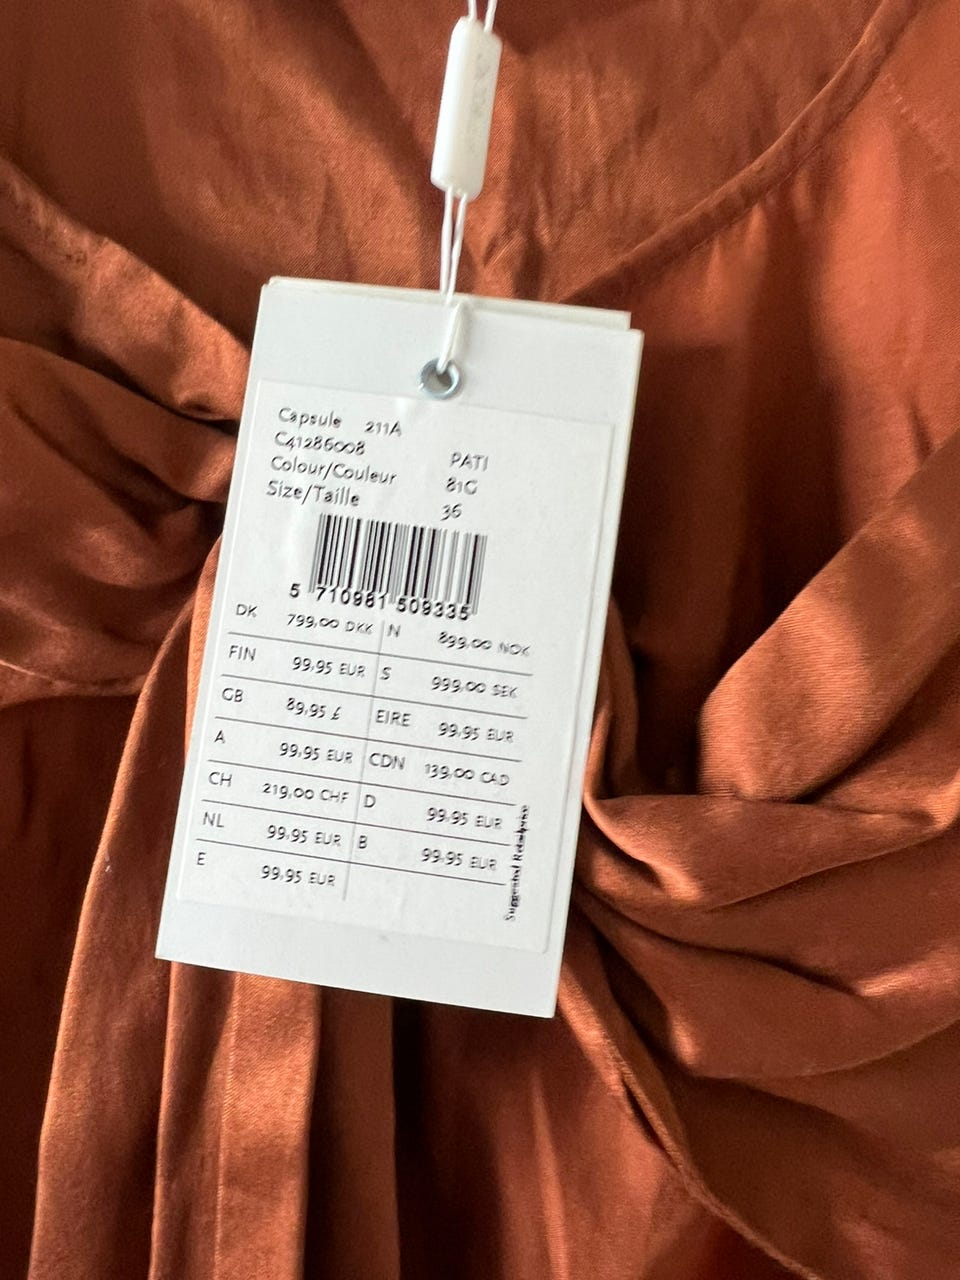 Capsule 211A
C41286008 PATI
Colour/Couleur 81G
Size/Taille 36
5 710981 509335
DK 799,00 DKK N 899,00 NOK
FIN 99,95 EUR S 999,00 SEK
GB 89,95 £ EIRE 99,95 EUR
A 99,95 EUR CDN 139,00 CAD
CH 219,00 CHF D 99,95 EUR
NL 99,95 EUR B 99,95 EUR
E 99,95 EUR
Suggested Retailprice